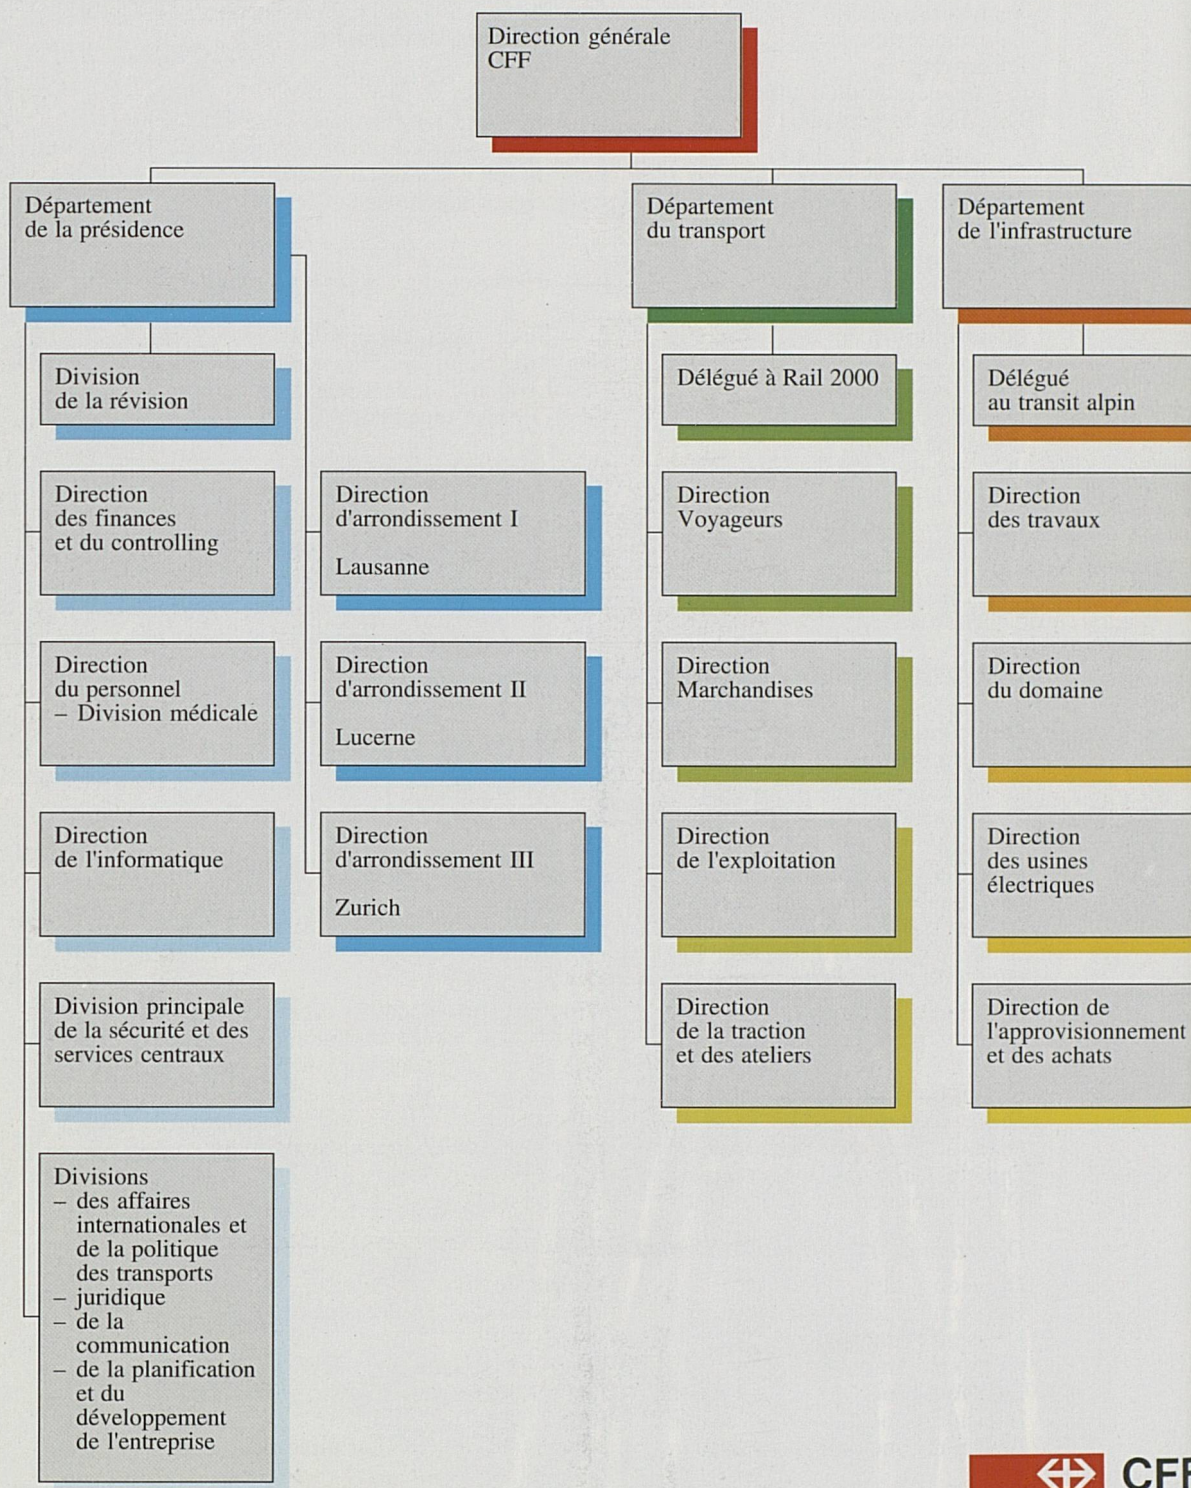 Direction générale
CFF
Département
de la présidence
Division
de la révision
Direction
des finances
et du controlling
Direction
du personnel
– Division médicale
Direction
de l'informatique
Division principale
de la sécurité et des
services centraux
Divisions
– des affaires
internationales et
de la politique
des transports
– juridique
– de la
communication
– de la planification
et du
développement
de l'entreprise
Direction
d'arrondissement I
Lausanne
Direction
d'arrondissement II
Lucerne
Direction
d'arrondissement III
Zurich
Département
du transport
Délégué à Rail 2000
Direction
Voyageurs
Direction
Marchandises
Direction
de l'exploitation
Direction
de la traction
et des ateliers
Département
de l'infrastructure
Délégué
au transit alpin
Direction
des travaux
Direction
du domaine
Direction
des usines
électriques
Direction de
l'approvisionnement
et des achats
CFF